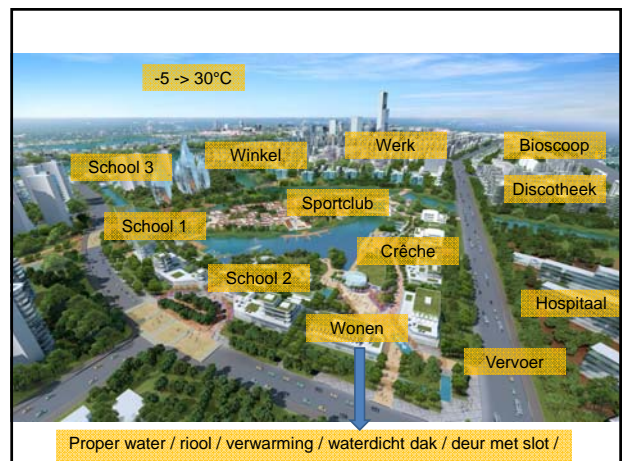 -5 -> 30°C
Werk
Bioscoop
Winkel
School 3
Discotheek
Sportclub
School 1
Crêche
School 2
Hospitaal
Wonen
Vervoer
Proper water / riool / verwarming / waterdicht dak / deur met slot /